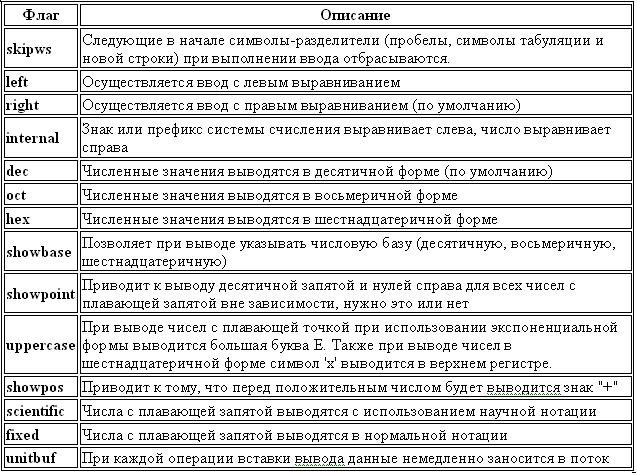 Флаг Описание
skipws Следующие в начале символы-разделители (пробелы, символы табуляции и
новой строки) при выполнении ввода отбрасываются.
left Осуществляется ввод с левым выравниванием
right Осуществляется ввод с правым выравниванием (по умолчанию)
internal Знак или префикс системы счисления выравнивает слева, число выравнивает
справа
dec Численные значения выводятся в десятичной форме (по умолчанию)
oct Численные значения выводятся в восьмеричной форме
hex Численные значения выводятся в шестнадцатеричной форме
showbase Позволяет при выводе указывать числовую базу (десятичную, восьмеричную,
шестнадцатеричную)
showpoint Приводит к выводу десятичной запятой и нулей справа для всех чисел с
плавающей запятой вне зависимости, нужно это или нет
При выводе чисел с плавающей точкой при использовании экспоненциальной
uppercase формы выводится большая буква Е. Также при выводе чисел в
шестнадцатеричной форме символ 'x' выводится в верхнем регистре.
showpos Приводит к тому, что перед положительным числом будет выводится знак "+"
scientific Числа с плавающей запятой выводятся с использованием научной нотации
fixed Числа с плавающей запятой выводятся в нормальной нотации
unitbuf При каждой операции вставки вывода данные немедленно заносится в поток